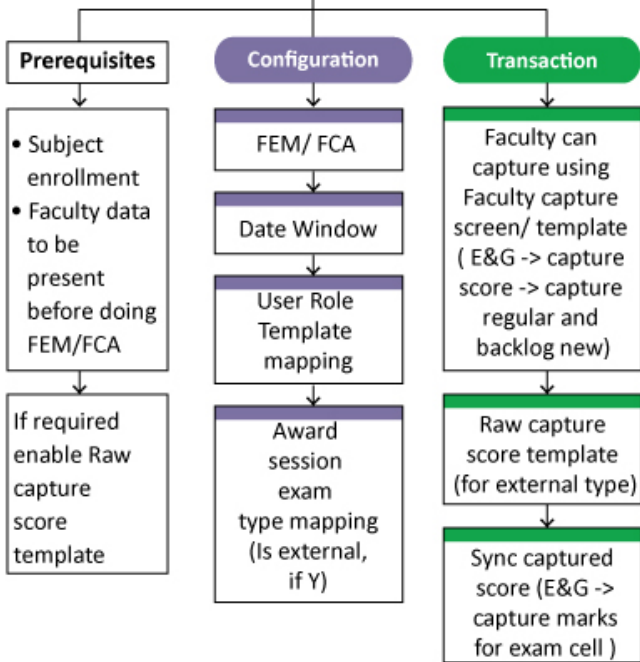 Prerequisites
• Subject
enrollment
• Faculty data
to be
present
before doing
FEM/FCA
If required
enable Raw
capture
score
template
Configuration
FEM/ FCA
Date Window
User Role
Template
mapping
Award
session
exam
type mapping
(Is external,
if Y)
Transaction
Faculty can
capture using
Faculty capture
screen/ template
( E&G -> capture
score -> capture
regular and
backlog new)
Raw capture
score template
(for external type)
Sync captured
score (E&G ->
capture marks
for exam cell )